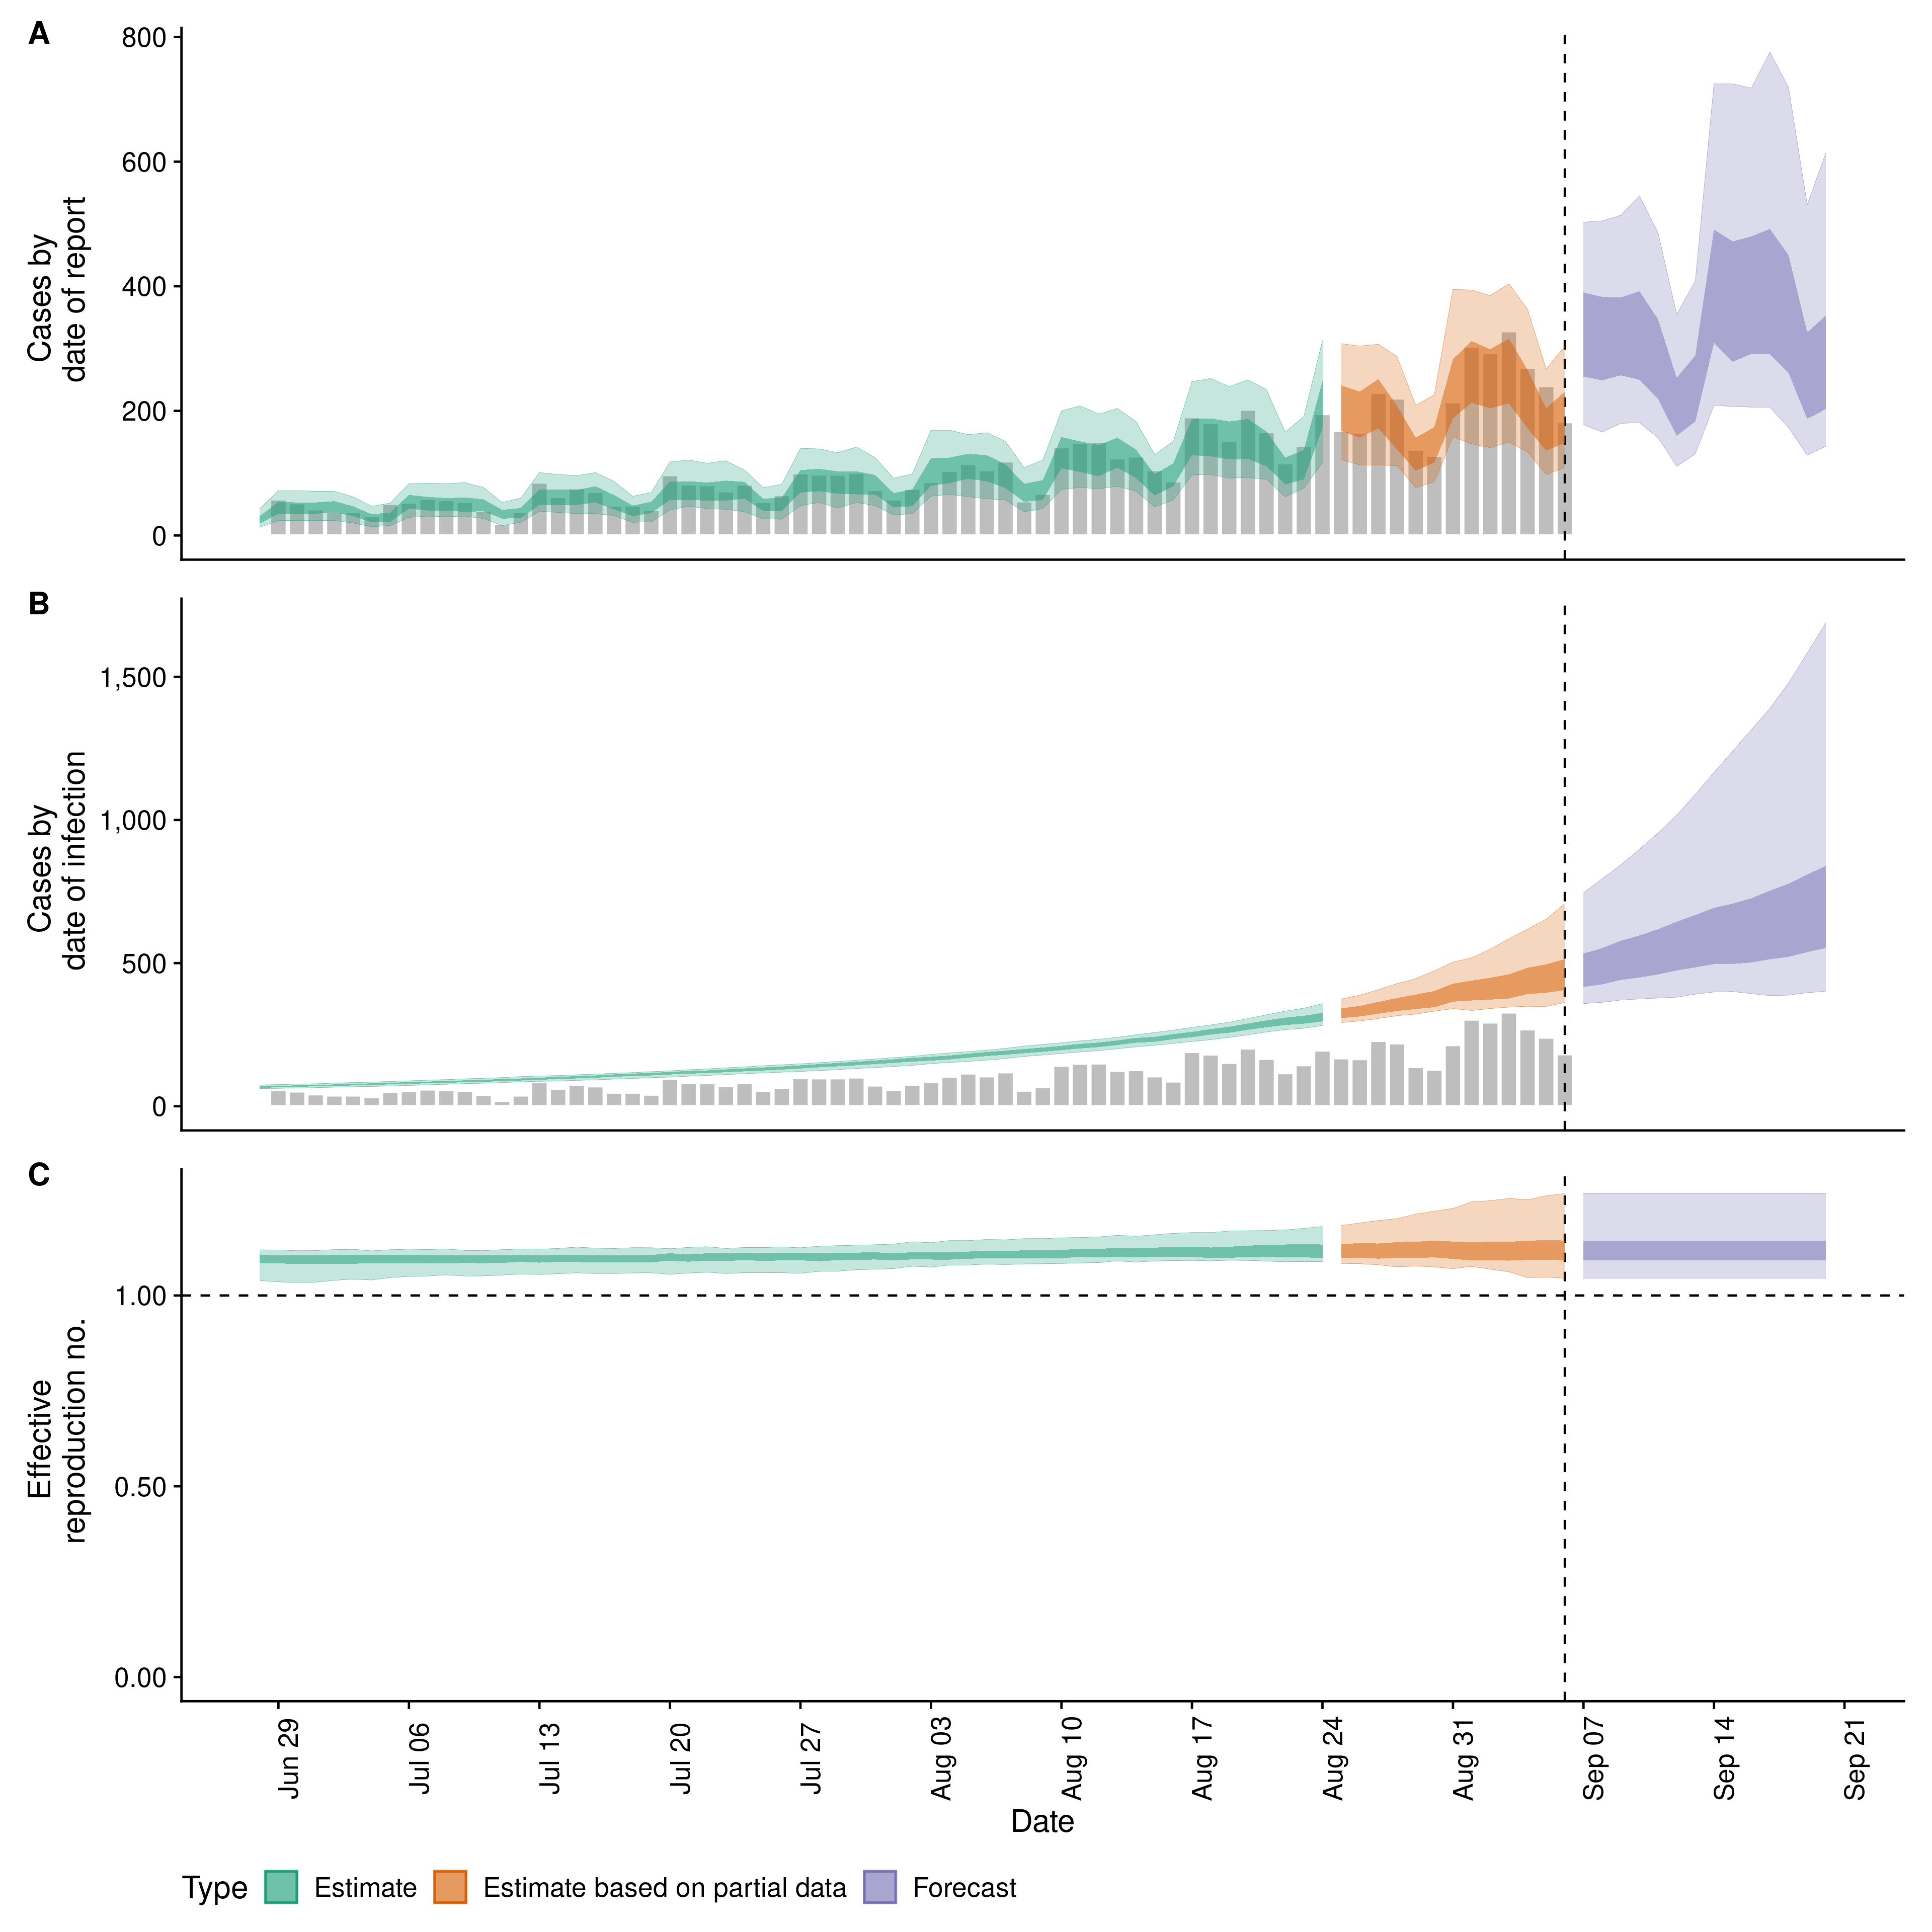 A
800
600
400
200
0
Cases by
date of report
B
1,500
1,000
500
0
Cases by
date of infection
C
1.00
0.50
0.00
Effective
reproduction no.
Jun 29
Jul 06
Jul 13
Jul 20
Jul 27
Aug 03
Aug 10
Aug 17
Aug 24
Aug 31
Sep 07
Sep 14
Sep 21
Date
Type Estimate Estimate based on partial data Forecast